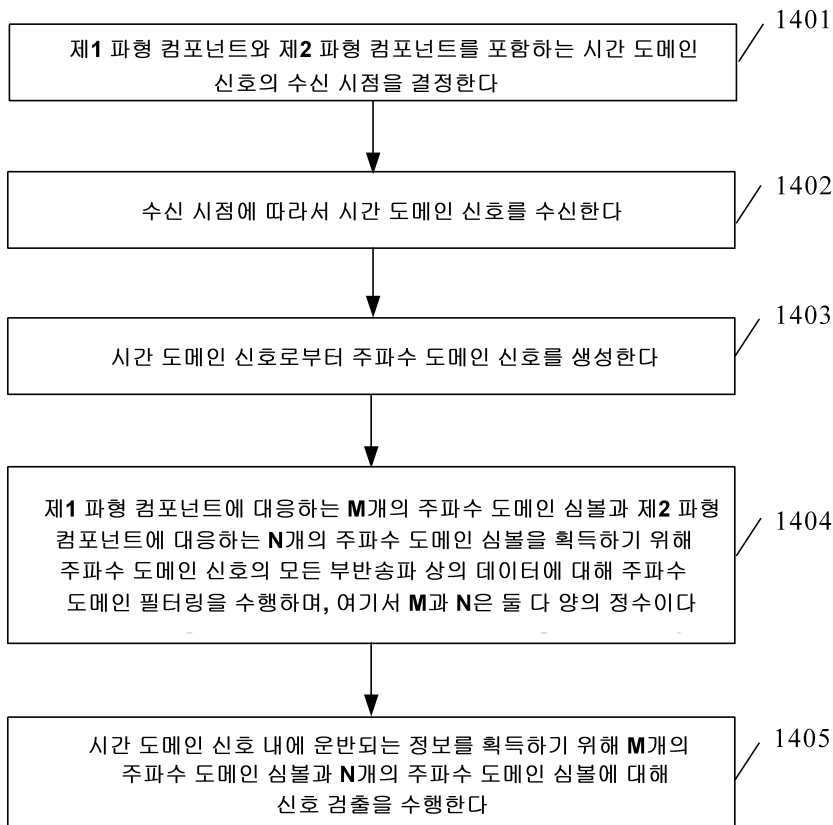 1401
제1 파형 컴포넌트와 제2 파형 컴포넌트를 포함하는 시간 도메인
신호의 수신 시점을 결정한다
1402
수신 시점에 따라서 시간 도메인 신호를 수신한다
1403
시간 도메인 신호로부터 주파수 도메인 신호를 생성한다
1404
제1 파형 컴포넌트에 대응하는 M개의 주파수 도메인 심볼과 제2 파형
컴포넌트에 대응하는 N개의 주파수 도메인 심볼을 획득하기 위해
주파수 도메인 신호의 모든 부반송파 상의 데이터에 대해 주파수
도메인 필터링을 수행하며, 여기서 M과 N은 둘 다 양의 정수이다
1405
시간 도메인 신호 내에 운반되는 정보를 획득하기 위해 M개의
주파수 도메인 심볼과 N개의 주파수 도메인 심볼에 대해
신호 검출을 수행한다